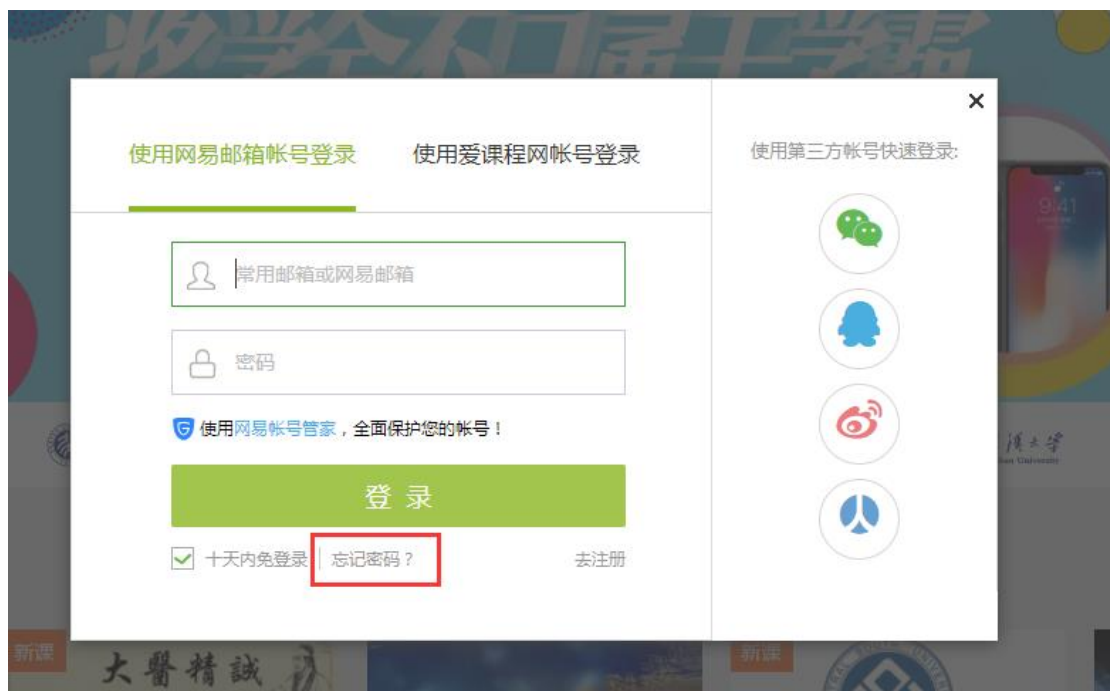 使用网易邮箱帐号登录
使用爱课程网帐号登录
常用邮箱或网易邮箱
密码
使用网易帐号管家，全面保护您的帐号！
登 录
十天内免登录
忘记密码？
去注册
使用第三方帐号快速登录:
9:41
新课
大醫精誠
新课